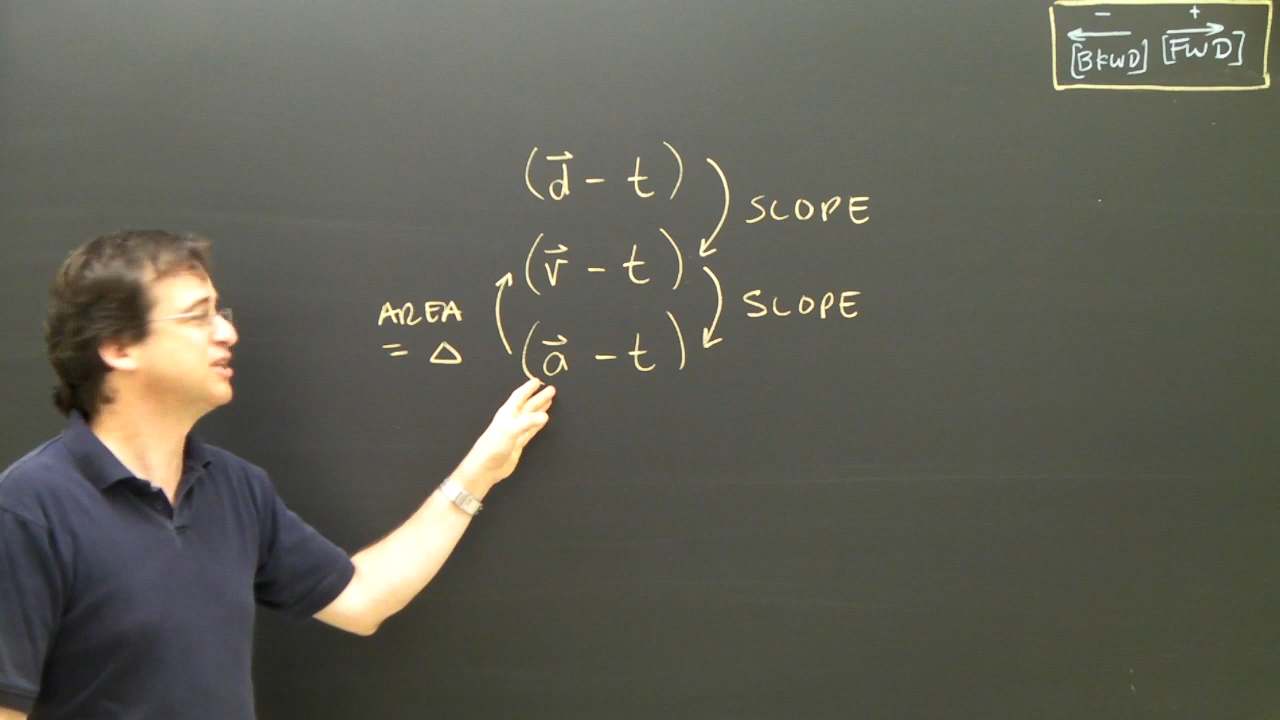 - +
[BKWD] [FWD]
(d⃗ - t)
SLOPE
(v⃗ - t)
AREA
= Δ
SLOPE
(a⃗ - t)